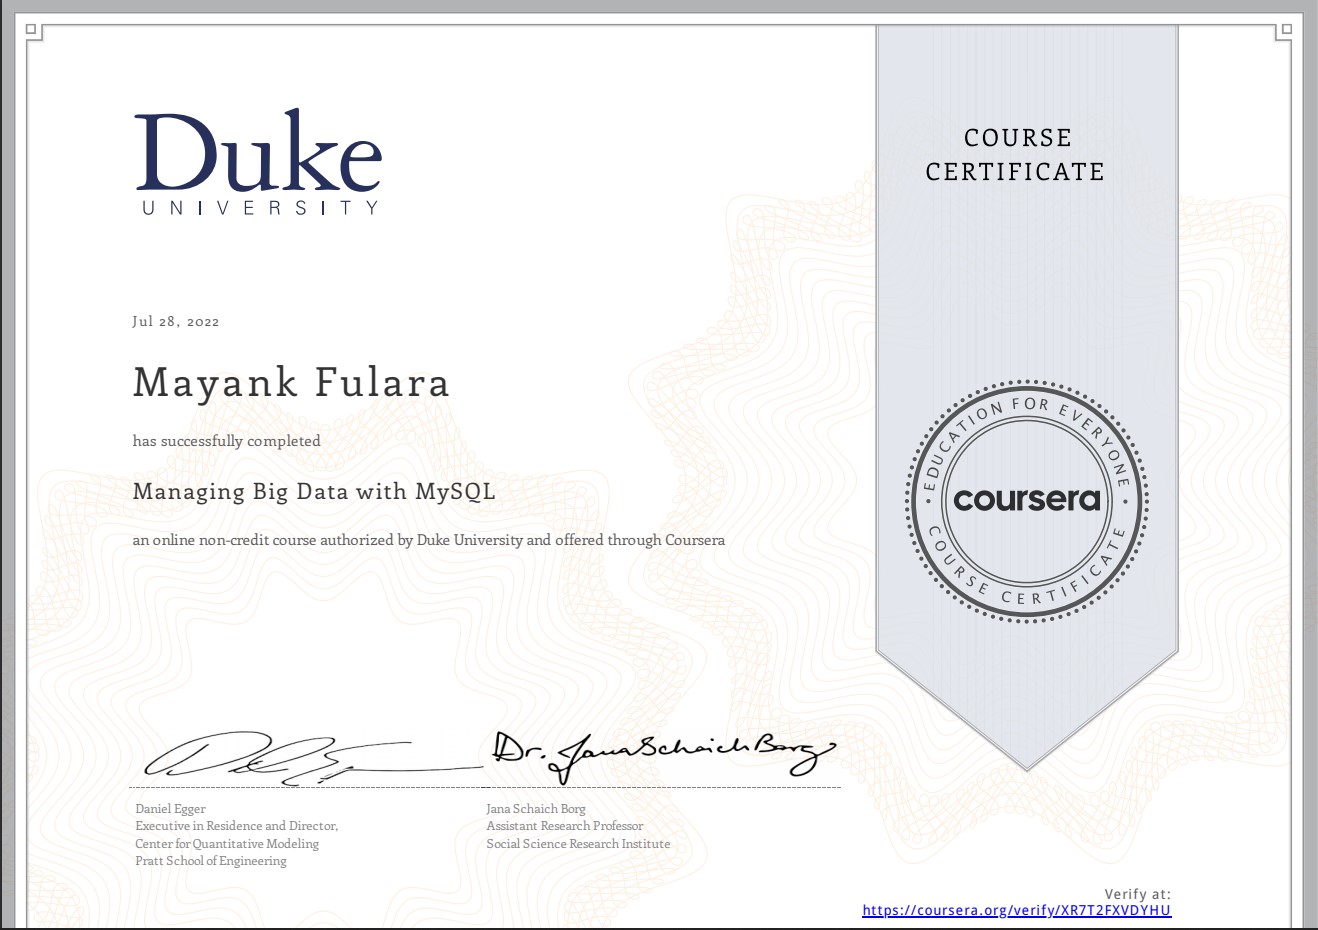 Duke
UNIVERSITY
COURSE
CERTIFICATE
Jul 28, 2022
Mayank Fulara
has successfully completed
Managing Big Data with MySQL
an online non-credit course authorized by Duke University and offered through Coursera
EDUCATION FOR EVERYONE
coursera
COURSE CERTIFICATE
Dr. Jana Schaich Borg
Daniel Egger
Executive in Residence and Director,
Center for Quantitative Modeling
Pratt School of Engineering
Jana Schaich Borg
Assistant Research Professor
Social Science Research Institute
Verify at:
https://coursera.org/verify/XR7T2FXVDYHU